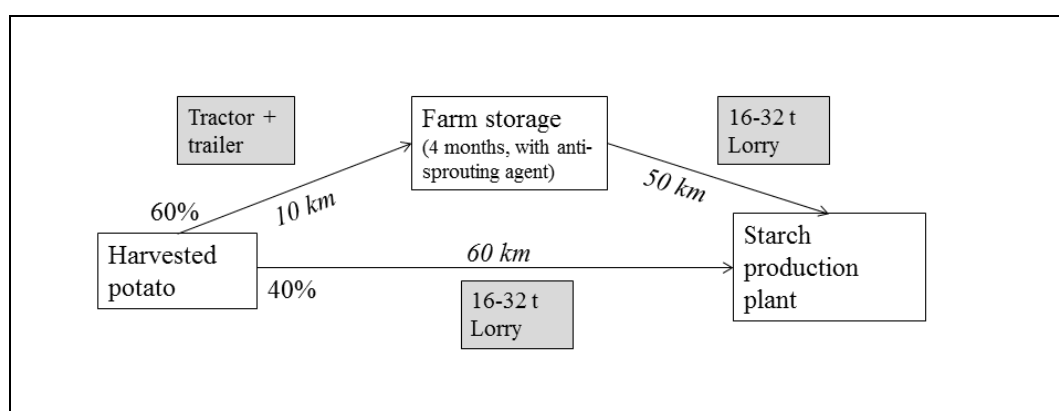 Tractor +
trailer
Farm storage
(4 months, with anti-
sprouting agent)
16-32 t
Lorry
60%
10 km
50 km
Harvested
potato
40%
60 km
16-32 t
Lorry
Starch
production
plant